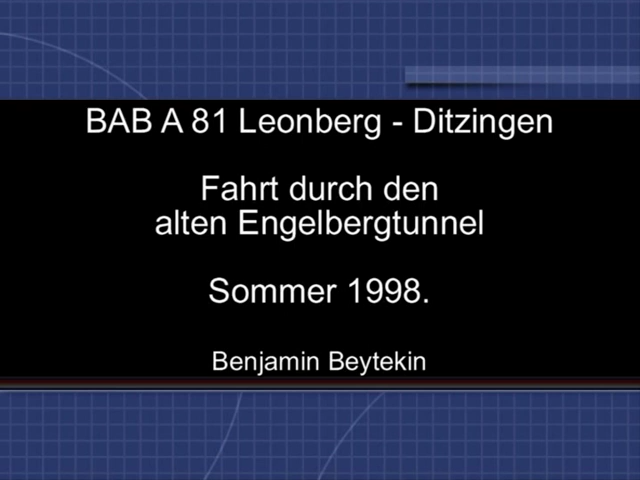 BAB A 81 Leonberg - Ditzingen
Fahrt durch den
alten Engelbergtunnel
Sommer 1998.
Benjamin Beytekin